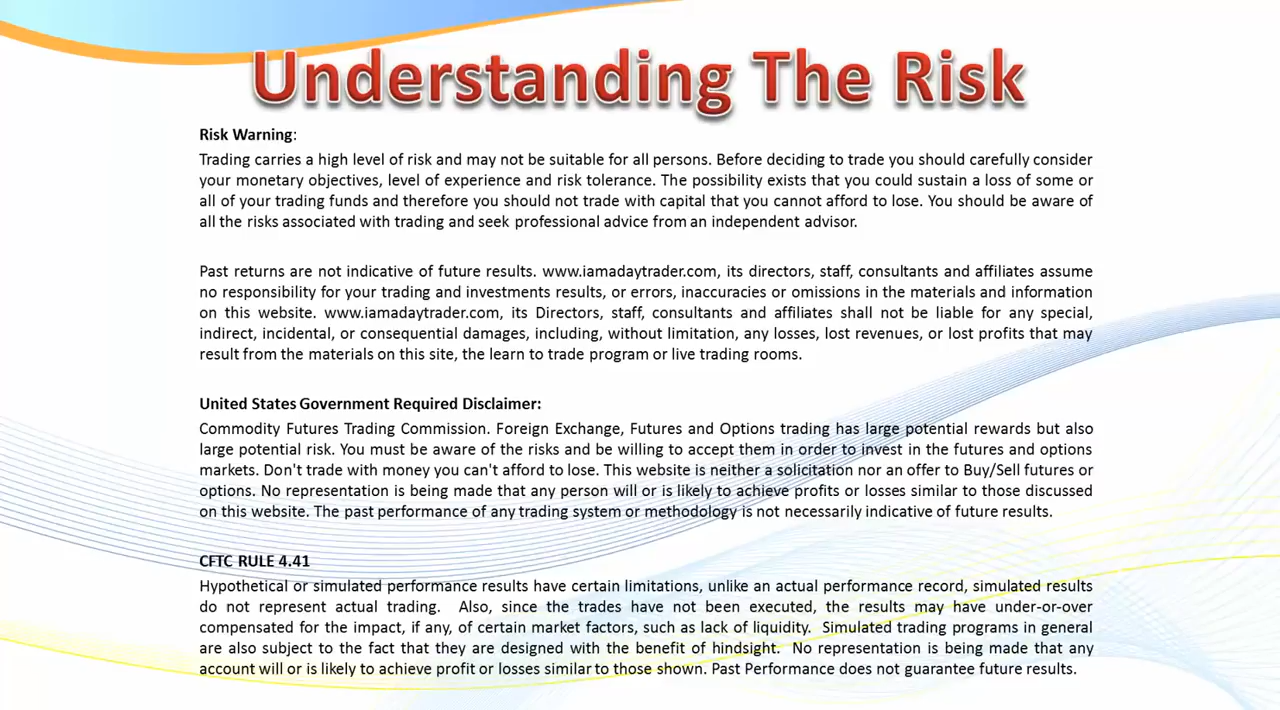 Understanding The Risk
Risk Warning:
Trading carries a high level of risk and may not be suitable for all persons. Before deciding to trade you should carefully consider
your monetary objectives, level of experience and risk tolerance. The possibility exists that you could sustain a loss of some or
all of your trading funds and therefore you should not trade with capital that you cannot afford to lose. You should be aware of
all the risks associated with trading and seek professional advice from an independent advisor.
Past returns are not indicative of future results. www.iamadaytrader.com, its directors, staff, consultants and affiliates assume
no responsibility for your trading and investments results, or errors, inaccuracies or omissions in the materials and information
on this website. www.iamadaytrader.com, its Directors, staff, consultants and affiliates shall not be liable for any special,
indirect, incidental, or consequential damages, including, without limitation, any losses, lost revenues, or lost profits that may
result from the materials on this site, the learn to trade program or live trading rooms.
United States Government Required Disclaimer:
Commodity Futures Trading Commission. Foreign Exchange, Futures and Options trading has large potential rewards but also
large potential risk. You must be aware of the risks and be willing to accept them in order to invest in the futures and options
markets. Don't trade with money you can't afford to lose. This website is neither a solicitation nor an offer to Buy/Sell futures or
options. No representation is being made that any person will or is likely to achieve profits or losses similar to those discussed
on this website. The past performance of any trading system or methodology is not necessarily indicative of future results.
CFTC RULE 4.41
Hypothetical or simulated performance results have certain limitations, unlike an actual performance record, simulated results
do not represent actual trading. Also, since the trades have not been executed, the results may have under-or-over
compensated for the impact, if any, of certain market factors, such as lack of liquidity. Simulated trading programs in general
are also subject to the fact that they are designed with the benefit of hindsight. No representation is being made that any
account will or is likely to achieve profit or losses similar to those shown. Past Performance does not guarantee future results.